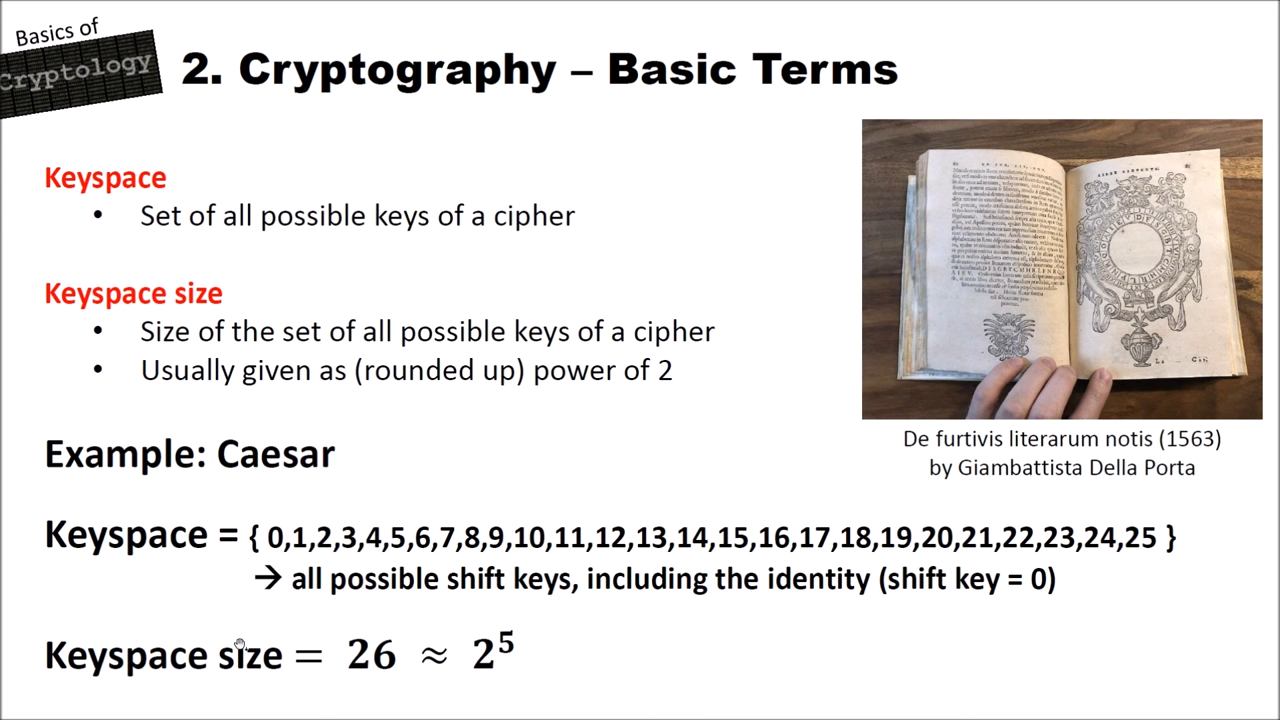 Basics of
Cryptology
2. Cryptography – Basic Terms
Keyspace
• Set of all possible keys of a cipher
Keyspace size
• Size of the set of all possible keys of a cipher
• Usually given as (rounded up) power of 2
De furtivis literarum notis (1563)
by Giambattista Della Porta
Example: Caesar
Keyspace = { 0,1,2,3,4,5,6,7,8,9,10,11,12,13,14,15,16,17,18,19,20,21,22,23,24,25 }
→ all possible shift keys, including the identity (shift key = 0)
Keyspace size = 26 ≈ 2⁵